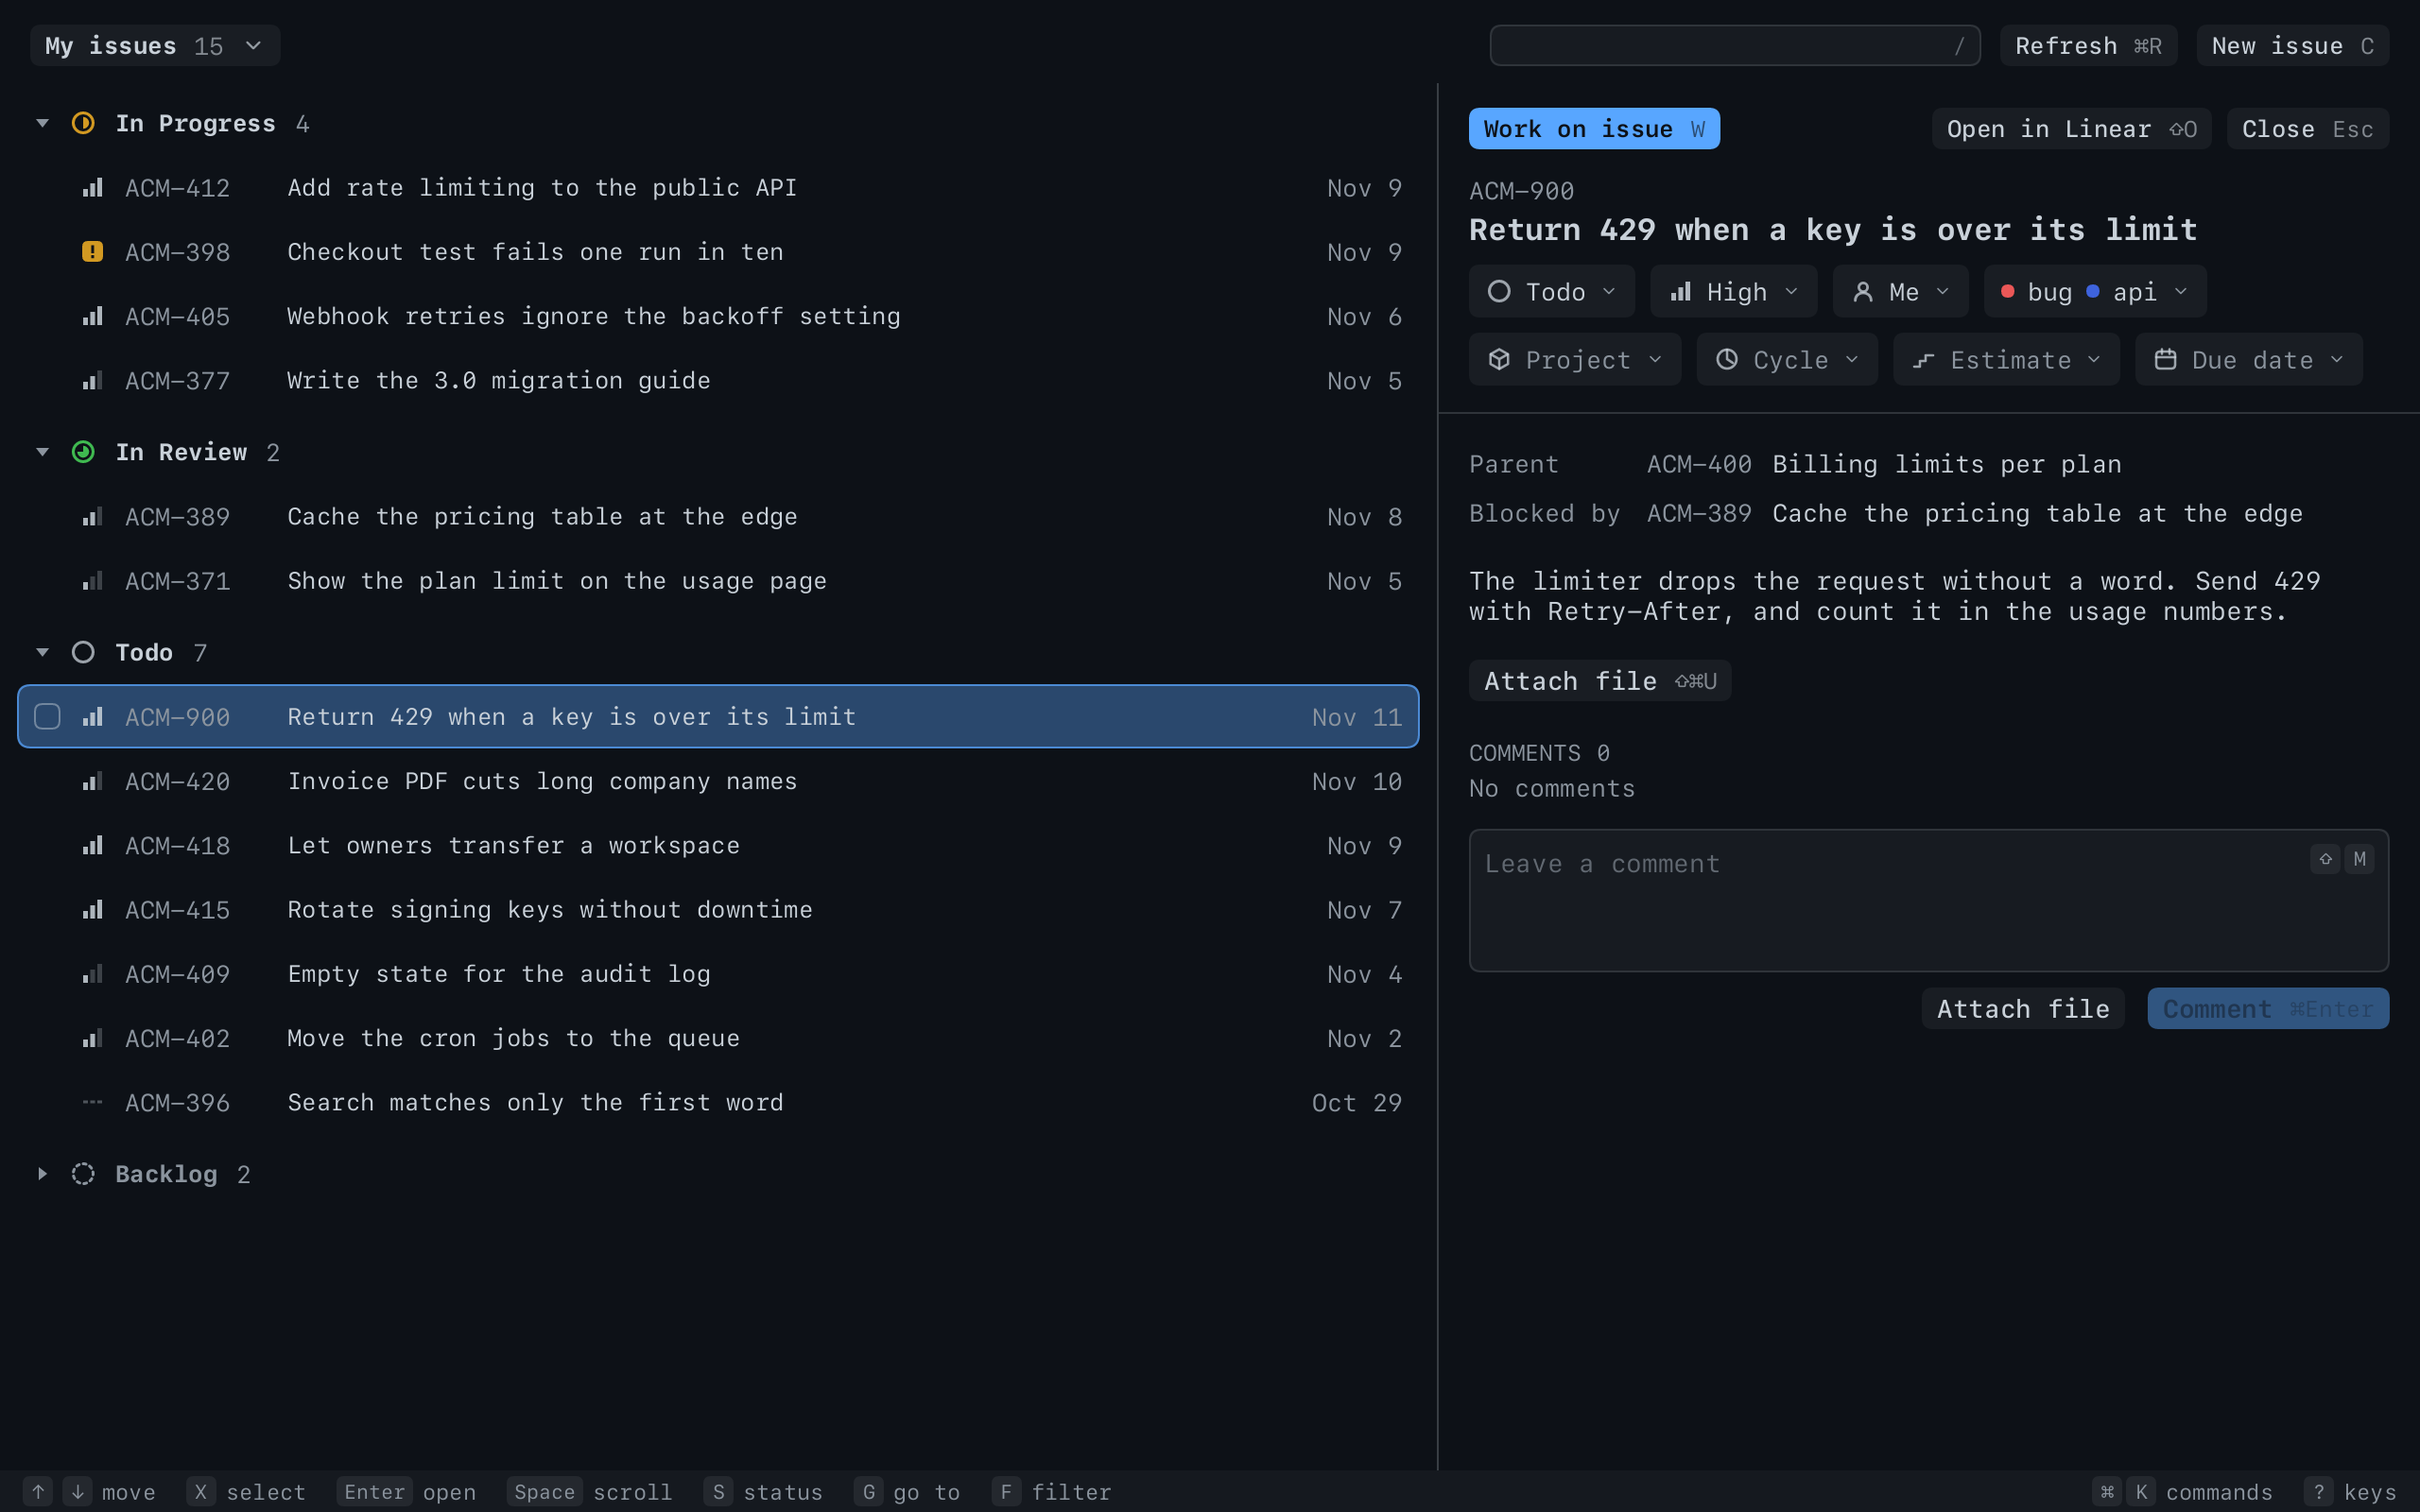 My issues 15
/
Refresh ⌘R
New issue C
In Progress 4
ACM-412 Add rate limiting to the public API Nov 9
ACM-398 Checkout test fails one run in ten Nov 9
ACM-405 Webhook retries ignore the backoff setting Nov 6
ACM-377 Write the 3.0 migration guide Nov 5
In Review 2
ACM-389 Cache the pricing table at the edge Nov 8
ACM-371 Show the plan limit on the usage page Nov 5
Todo 7
ACM-900 Return 429 when a key is over its limit Nov 11
ACM-420 Invoice PDF cuts long company names Nov 10
ACM-418 Let owners transfer a workspace Nov 9
ACM-415 Rotate signing keys without downtime Nov 7
ACM-409 Empty state for the audit log Nov 4
ACM-402 Move the cron jobs to the queue Nov 2
ACM-396 Search matches only the first word Oct 29
Backlog 2
Work on issue W
Open in Linear ⇧O
Close Esc
ACM-900
Return 429 when a key is over its limit
Todo High Me bug api
Project Cycle Estimate Due date
Parent ACM-400 Billing limits per plan
Blocked by ACM-389 Cache the pricing table at the edge
The limiter drops the request without a word. Send 429
with Retry-After, and count it in the usage numbers.
Attach file ⇧⌘U
COMMENTS 0
No comments
Leave a comment ⇧ M
Attach file
Comment ⌘Enter
↑ ↓ move X select Enter open Space scroll S status G go to F filter
⌘ K commands ? keys